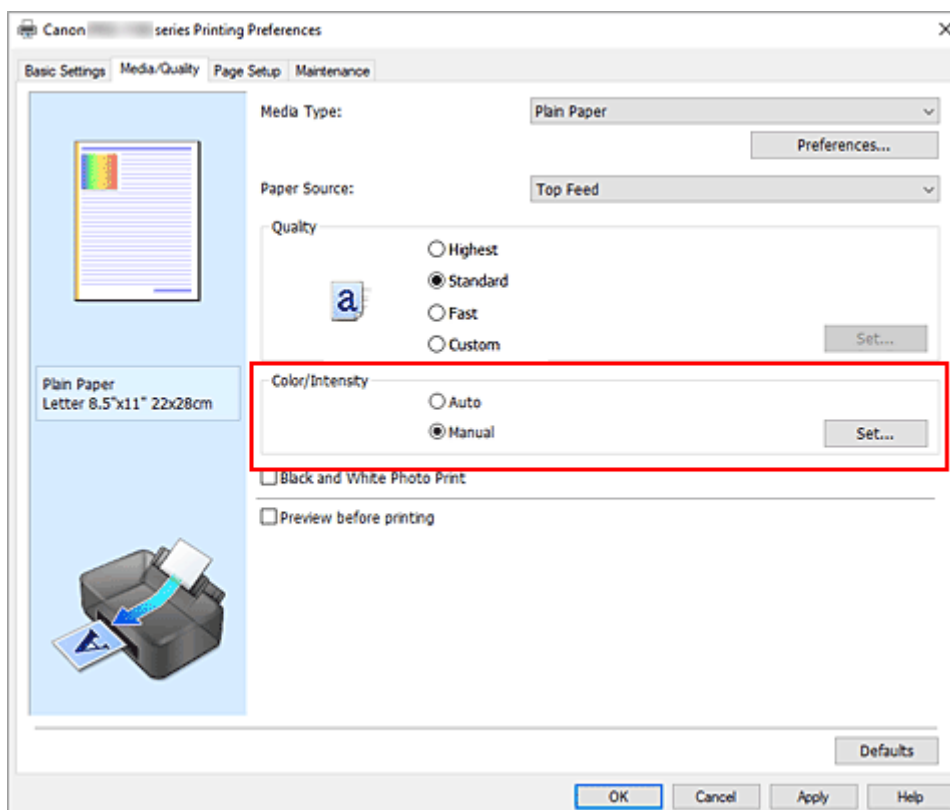 Canon series Printing Preferences
Basic Settings Media/Quality Page Setup Maintenance
Media Type: Plain Paper
Preferences...
Paper Source: Top Feed
Quality
Highest
Standard
Fast
Custom
Set...
a
Color/Intensity
Auto
Manual
Set...
Plain Paper
Letter 8.5"x11" 22x28cm
Black and White Photo Print
Preview before printing
A
Defaults
OK Cancel Apply Help